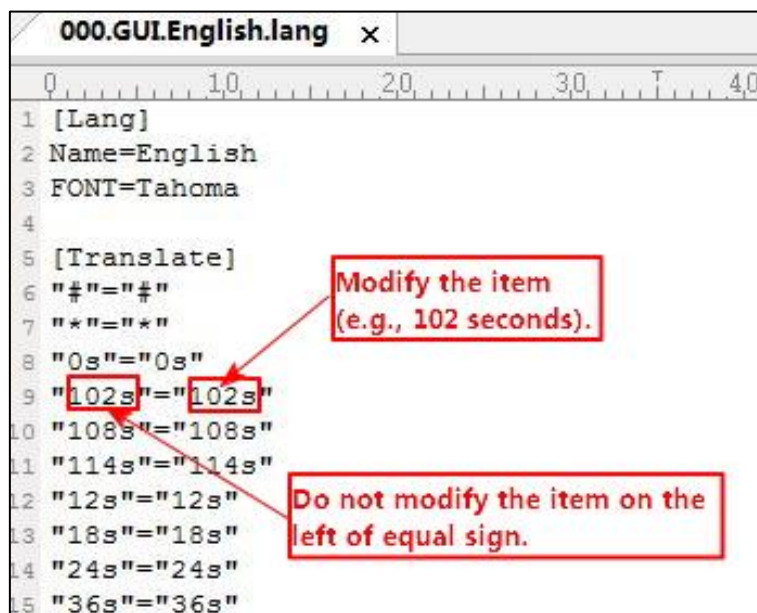 000.GUI.English.lang x
0 10 20 30 T 40
1 [Lang]
2 Name=English
3 FONT=Tahoma
4
5 [Translate]
6 "#"="#"
7 "*"="*"
8 "0s"="0s"
9 "102s"="102s"
10 "108s"="108s"
11 "114s"="114s"
12 "12s"="12s"
13 "18s"="18s"
14 "24s"="24s"
15 "36s"="36s"
Modify the item
(e.g., 102 seconds).
Do not modify the item on the
left of equal sign.